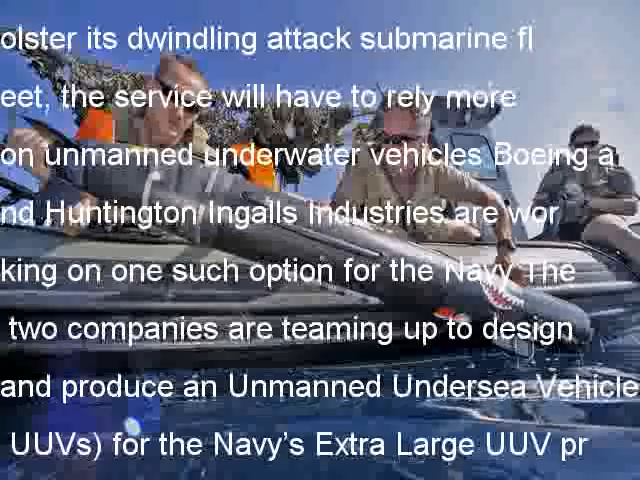 olster its dwindling attack submarine fl
eet, the service will have to rely more
on unmanned underwater vehicles Boeing a
nd Huntington Ingalls Industries are wor
king on one such option for the Navy The
two companies are teaming up to design
and produce an Unmanned Undersea Vehicle
UUVs) for the Navy’s Extra Large UUV pr